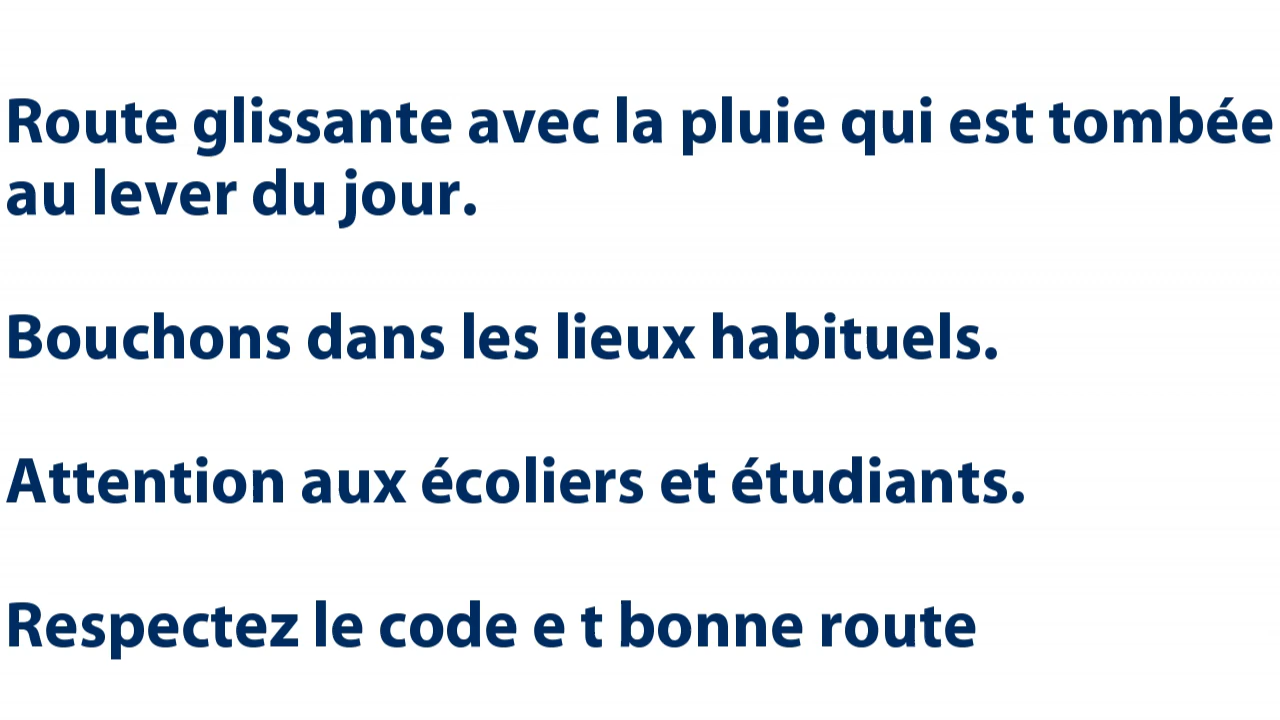 Route glissante avec la pluie qui est tombée
au lever du jour.
Bouchons dans les lieux habituels.
Attention aux écoliers et étudiants.
Respectez le code e t bonne route